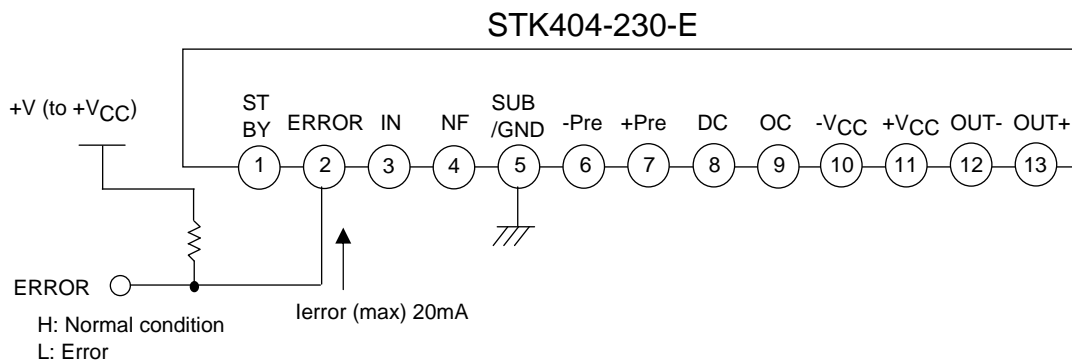 STK404-230-E
+V (to +VCC)
ST BY
ERROR
IN
NF
SUB /GND
-Pre
+Pre
DC
OC
-VCC
+VCC
OUT-
OUT+
1 2 3 4 5 6 7 8 9 10 11 12 13
ERROR
Ierror (max) 20mA
H: Normal condition
L: Error